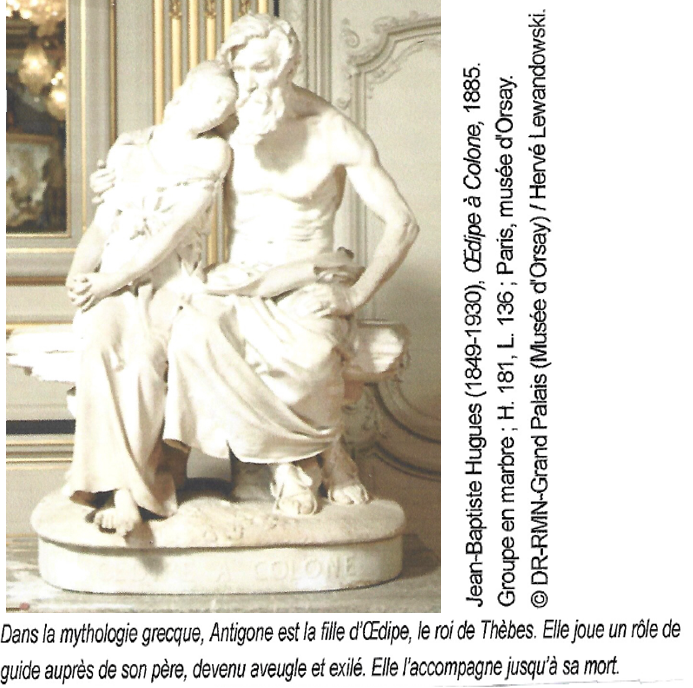 Jean-Baptiste Hugues (1849-1930), Œdipe à Colone, 1885.
Groupe en marbre ; H. 181, L. 136 ; Paris, musée d'Orsay.
© DR-RMN-Grand Palais (Musée d'Orsay) / Hervé Lewandowski.
A COLONE
Dans la mythologie grecque, Antigone est la fille d'Œdipe, le roi de Thèbes. Elle joue un rôle de
guide auprès de son père, devenu aveugle et exilé. Elle l'accompagne jusqu'à sa mort.